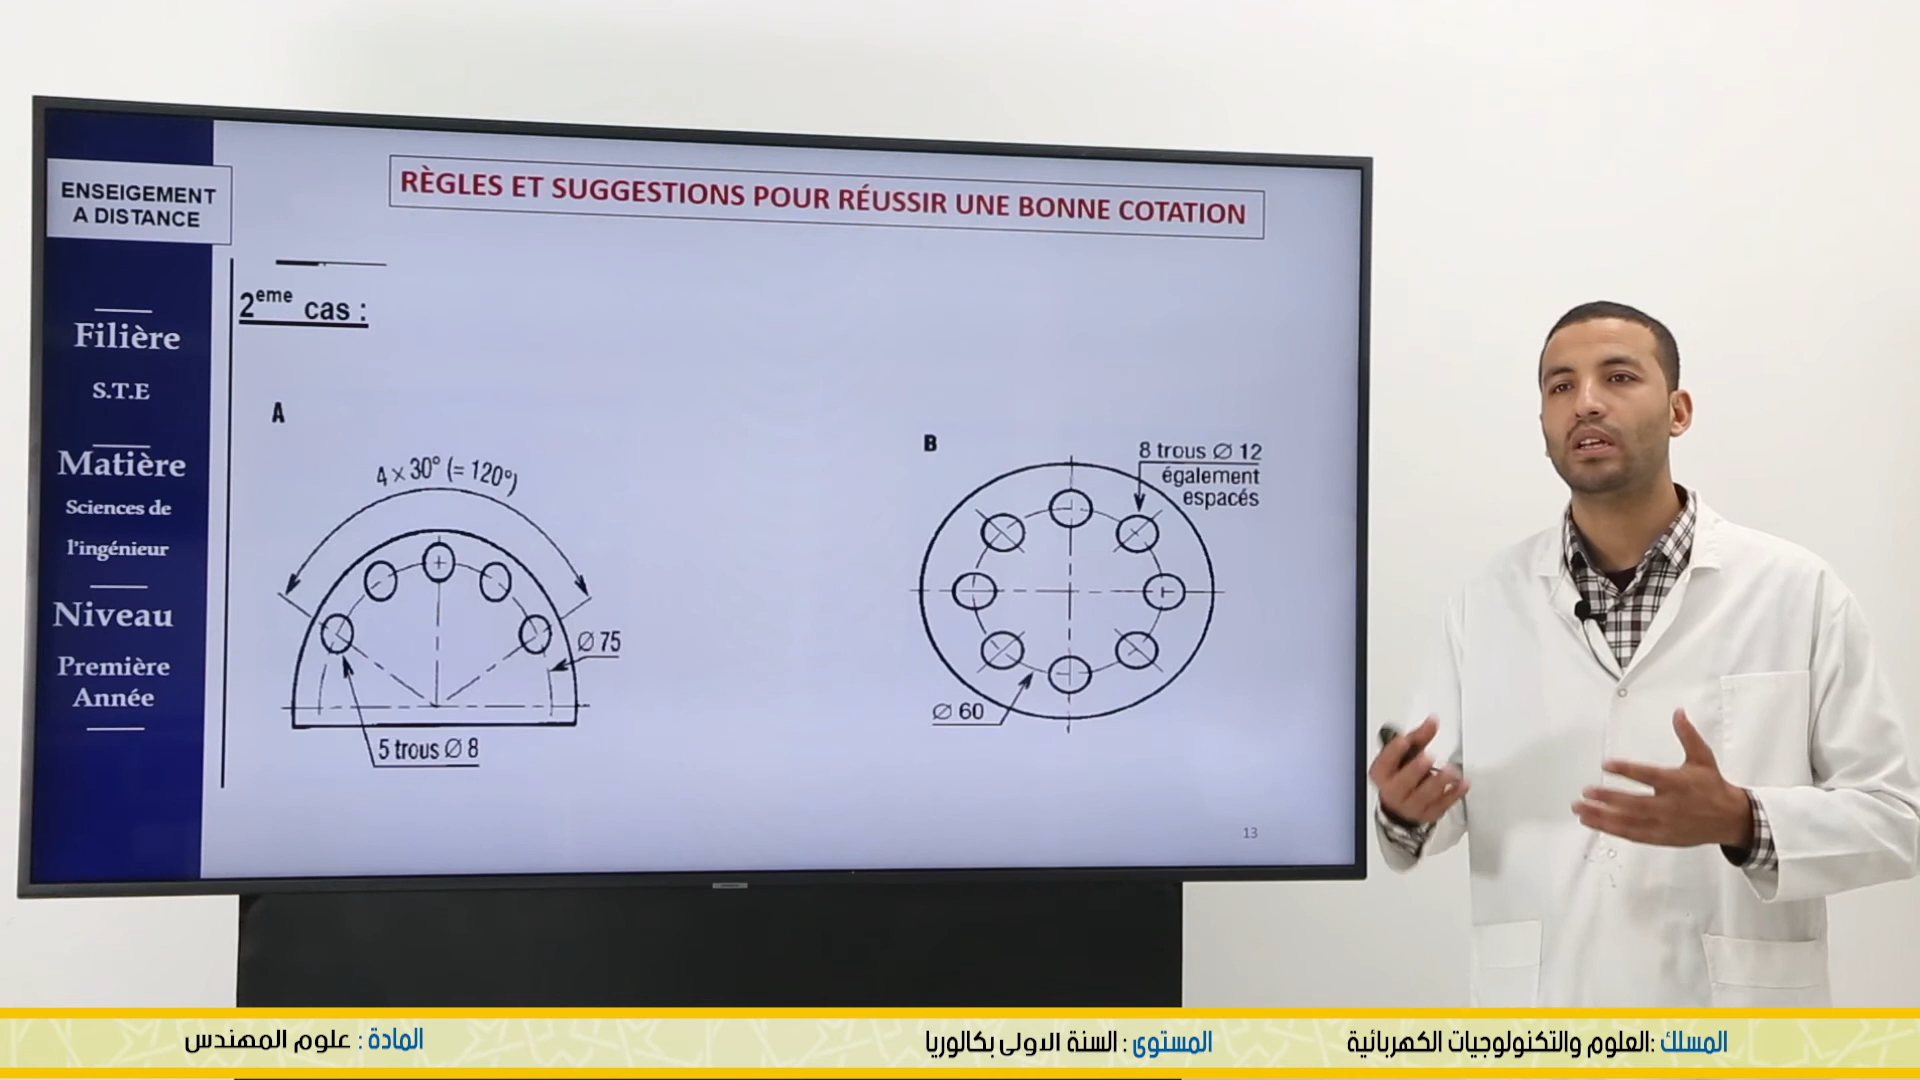 ENSEIGEMENT
A DISTANCE
Filière
S.T.E
Matière
Sciences de
l'ingénieur
Niveau
Première
Année
RÈGLES ET SUGGESTIONS POUR RÉUSSIR UNE BONNE COTATION
2eme cas :
A
4 x 30° (= 120°)
Ø 75
5 trous Ø 8
B
8 trous Ø 12
également
espacés
Ø 60
13
المسلك : العلوم والتكنولوجيات الكهربائية
المستوى : السنة الاولى بكالوريا
المادة : علوم المهندس